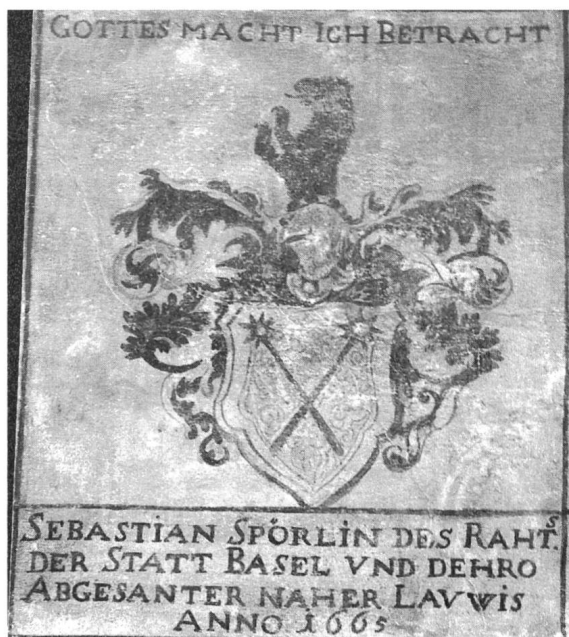 GOTTES MACHT ICH BETRACHT
SEBASTIAN SPÖRLIN DES RAHTS.
DER STATT BASEL VND DEHRO
ABGESANTER NAHER LAVWIS
ANNO 1665